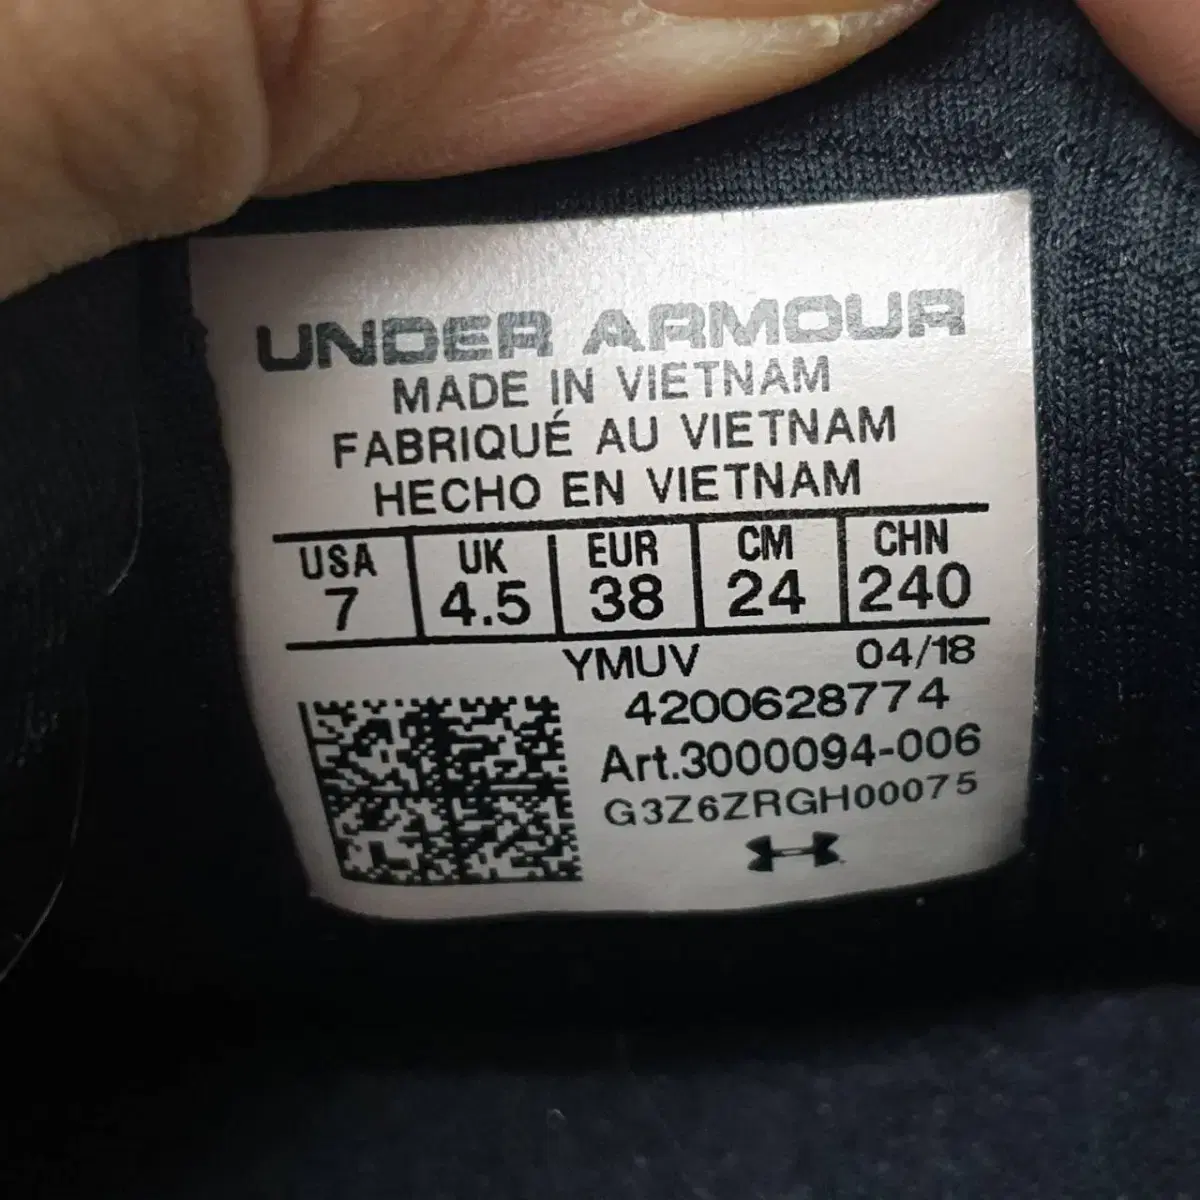 UNDER ARMOUR
MADE IN VIETNAM
FABRIQUÉ AU VIETNAM
HECHO EN VIETNAM
USA UK EUR CM CHN
7 4.5 38 24 240
YMUV 04/18
4200628774
Art.3000094-006
G3Z6ZRGH00075